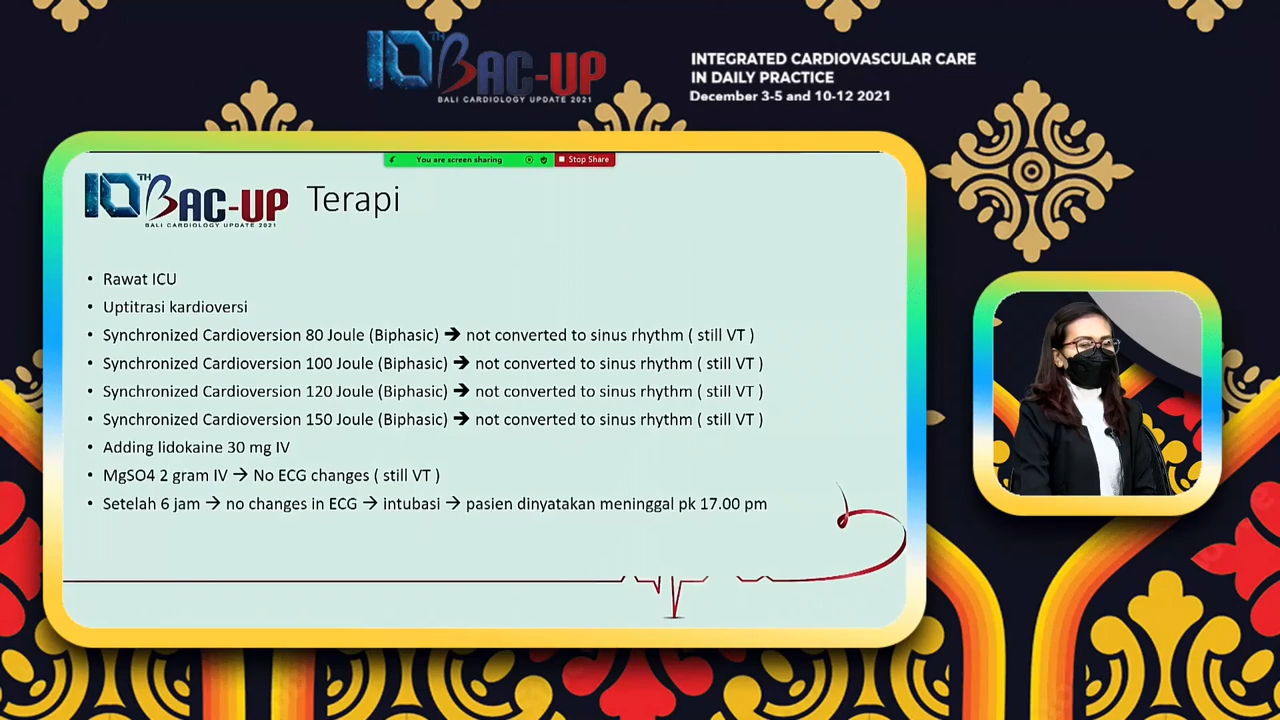 10TH BAC-UP
BALI CARDIOLOGY UPDATE 2021
INTEGRATED CARDIOVASCULAR CARE
IN DAILY PRACTICE
December 3-5 and 10-12 2021
You are screen sharing
Stop Share
10TH BAC-UP
BALI CARDIOLOGY UPDATE 2021
Terapi
• Rawat ICU
• Uptitrasi kardioversi
• Synchronized Cardioversion 80 Joule (Biphasic) → not converted to sinus rhythm ( still VT )
• Synchronized Cardioversion 100 Joule (Biphasic) → not converted to sinus rhythm ( still VT )
• Synchronized Cardioversion 120 Joule (Biphasic) → not converted to sinus rhythm ( still VT )
• Synchronized Cardioversion 150 Joule (Biphasic) → not converted to sinus rhythm ( still VT )
• Adding lidokaine 30 mg IV
• MgSO4 2 gram IV → No ECG changes ( still VT )
• Setelah 6 jam → no changes in ECG → intubasi → pasien dinyatakan meninggal pk 17.00 pm